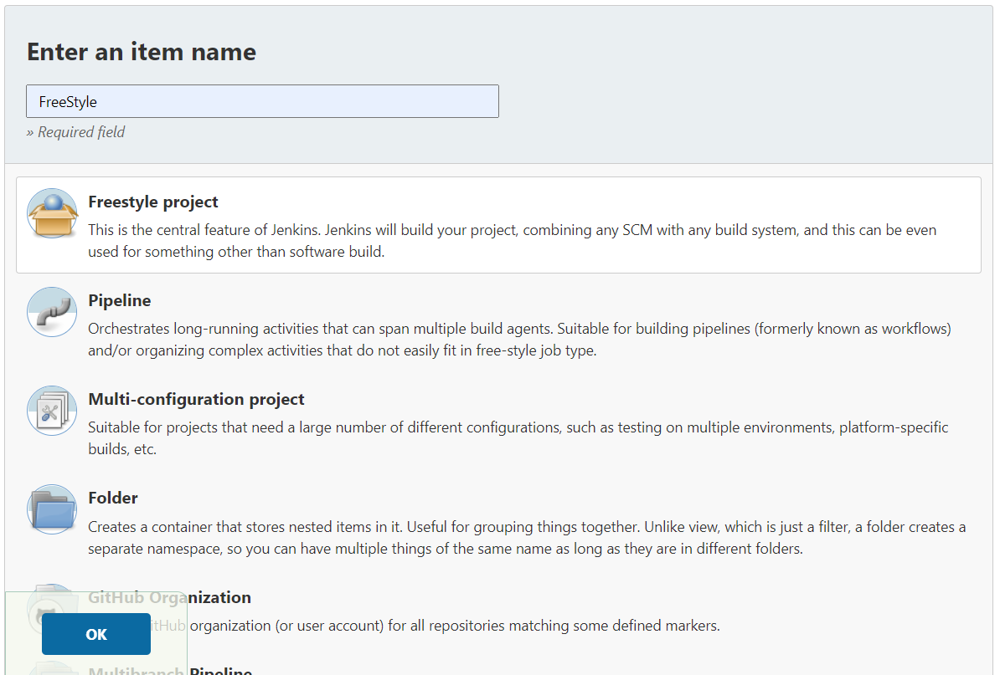 Enter an item name
FreeStyle
» Required field
Freestyle project
This is the central feature of Jenkins. Jenkins will build your project, combining any SCM with any build system, and this can be even
used for something other than software build.
Pipeline
Orchestrates long-running activities that can span multiple build agents. Suitable for building pipelines (formerly known as workflows)
and/or organizing complex activities that do not easily fit in free-style job type.
Multi-configuration project
Suitable for projects that need a large number of different configurations, such as testing on multiple environments, platform-specific
builds, etc.
Folder
Creates a container that stores nested items in it. Useful for grouping things together. Unlike view, which is just a filter, a folder creates a
separate namespace, so you can have multiple things of the same name as long as they are in different folders.
GitHub Organization
itHub organization (or user account) for all repositories matching some defined markers.
OK
Multibranch Pipeline